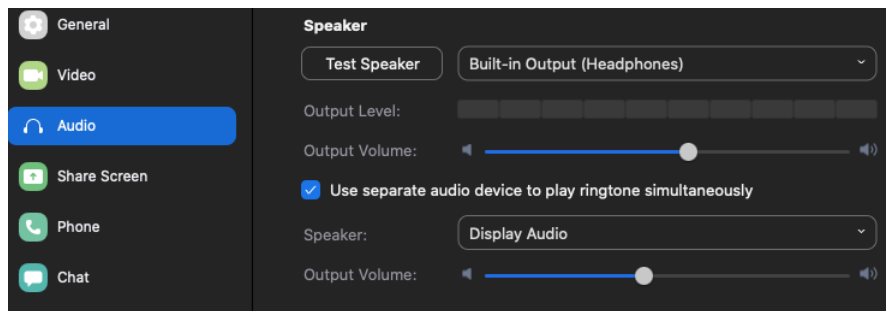 General
Video
Audio
Share Screen
Phone
Chat
Speaker
Test Speaker
Built-in Output (Headphones)
Output Level:
Output Volume:
Use separate audio device to play ringtone simultaneously
Speaker:
Display Audio
Output Volume: